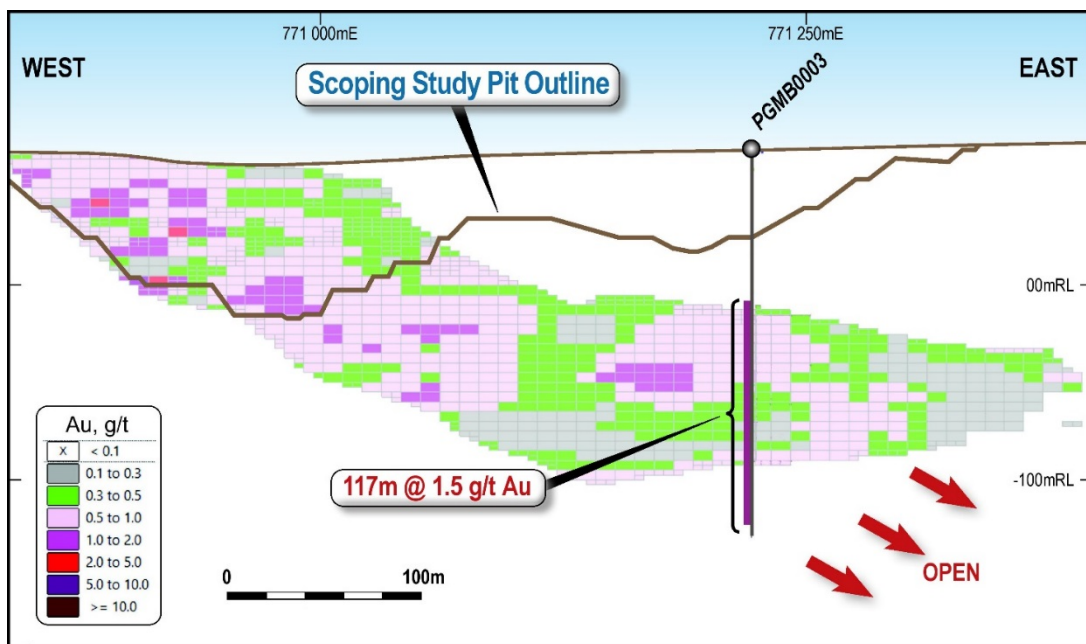 771 000mE
771 250mE
WEST
EAST
Scoping Study Pit Outline
PGMB0003
00mRL
-100mRL
Au, g/t
X < 0.1
0.1 to 0.3
0.3 to 0.5
0.5 to 1.0
1.0 to 2.0
2.0 to 5.0
5.0 to 10.0
>= 10.0
117m @ 1.5 g/t Au
0 100m
OPEN